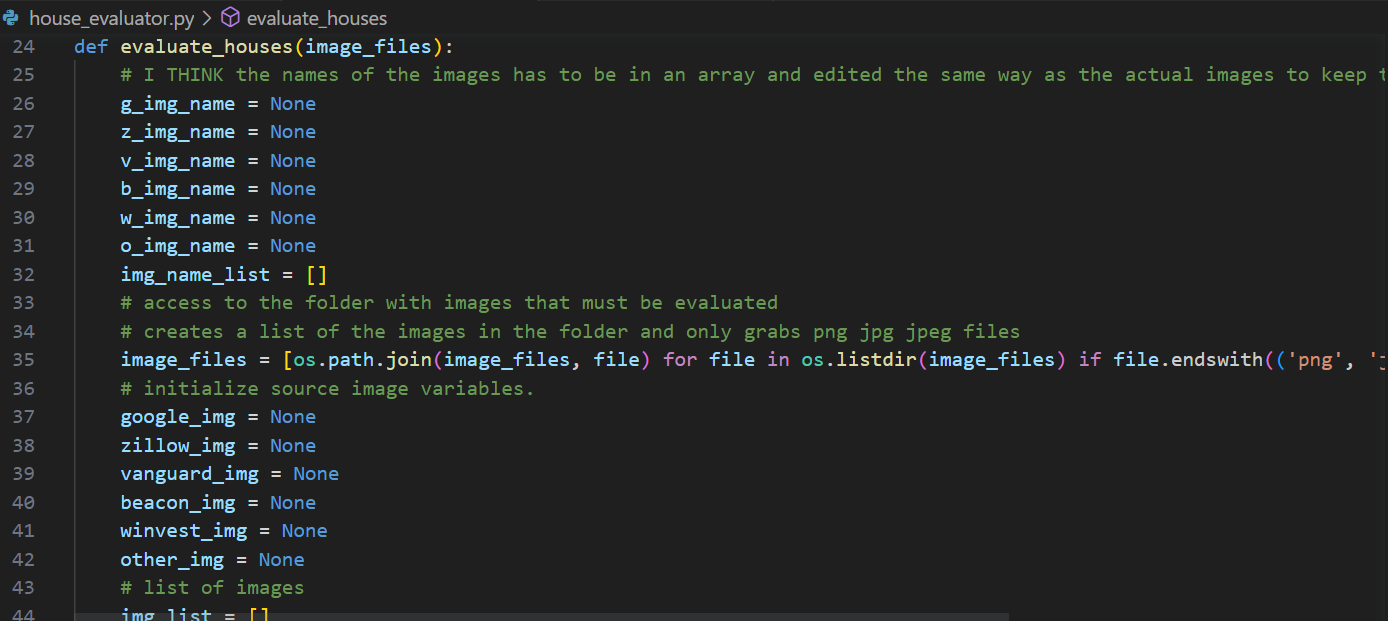 house_evaluator.py > evaluate_houses
24 def evaluate_houses(image_files):
25 # I THINK the names of the images has to be in an array and edited the same way as the actual images to keep
26 g_img_name = None
27 z_img_name = None
28 v_img_name = None
29 b_img_name = None
30 w_img_name = None
31 o_img_name = None
32 img_name_list = []
33 # access to the folder with images that must be evaluated
34 # creates a list of the images in the folder and only grabs png jpg jpeg files
35 image_files = [os.path.join(image_files, file) for file in os.listdir(image_files) if file.endswith(('png', '
36 # initialize source image variables.
37 google_img = None
38 zillow_img = None
39 vanguard_img = None
40 beacon_img = None
41 winvest_img = None
42 other_img = None
43 # list of images
44 img_list = []